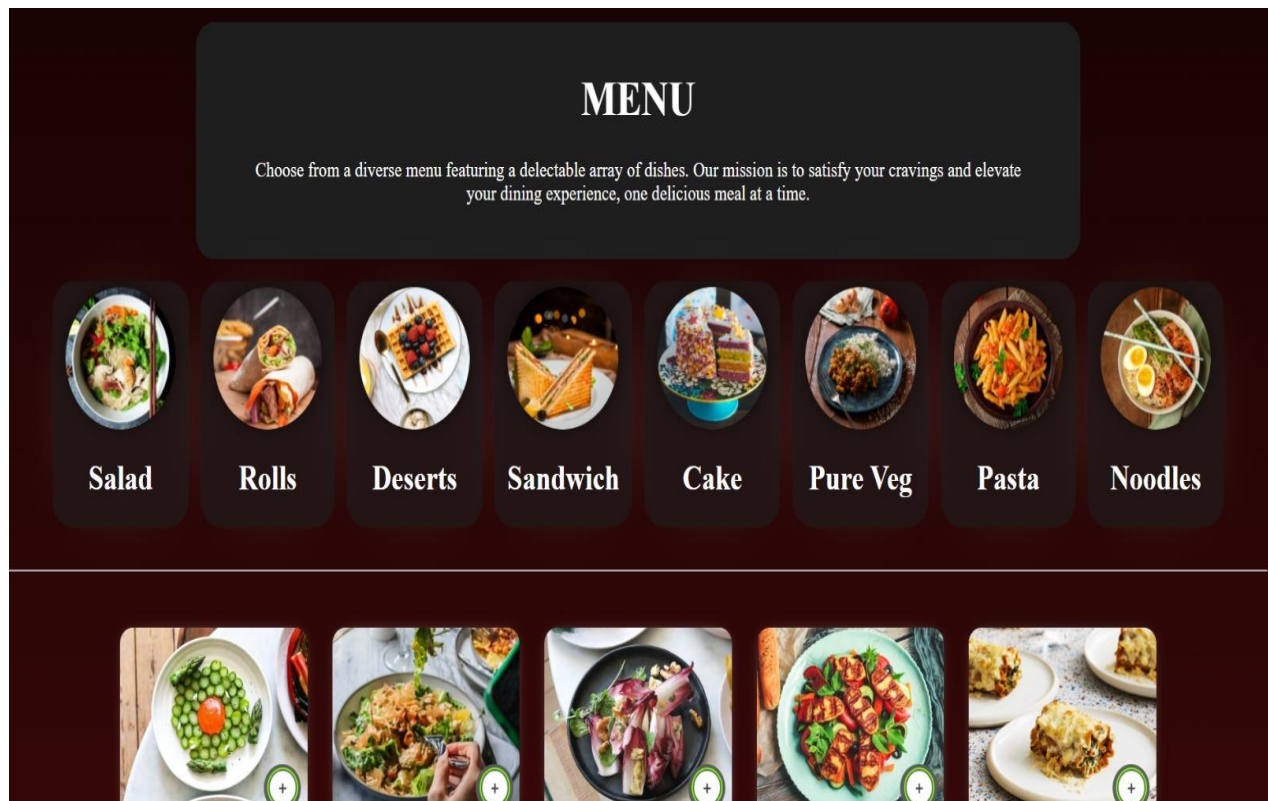 MENU
Choose from a diverse menu featuring a delectable array of dishes. Our mission is to satisfy your cravings and elevate
your dining experience, one delicious meal at a time.
Salad
Rolls
Deserts
Sandwich
Cake
Pure Veg
Pasta
Noodles
+
+
+
+
+